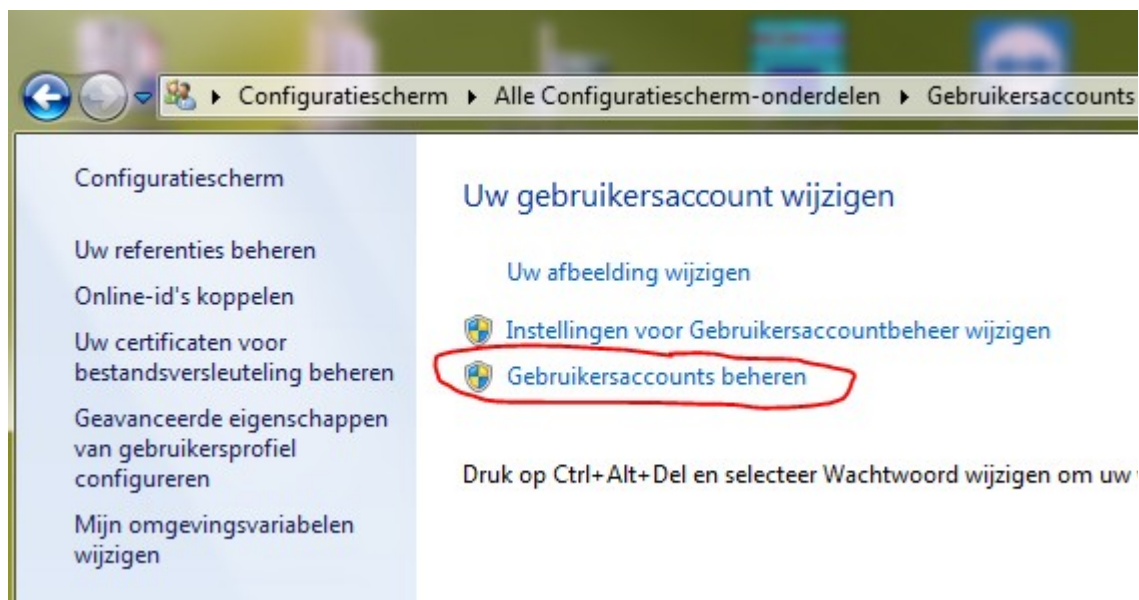 Configuratiescherm ▸ Alle Configuratiescherm-onderdelen ▸ Gebruikersaccounts
Configuratiescherm
Uw referenties beheren
Online-id's koppelen
Uw certificaten voor
bestandsversleuteling beheren
Geavanceerde eigenschappen
van gebruikersprofiel
configureren
Mijn omgevingsvariabelen
wijzigen
Uw gebruikersaccount wijzigen
Uw afbeelding wijzigen
Instellingen voor Gebruikersaccountbeheer wijzigen
Gebruikersaccounts beheren
Druk op Ctrl+Alt+Del en selecteer Wachtwoord wijzigen om uw